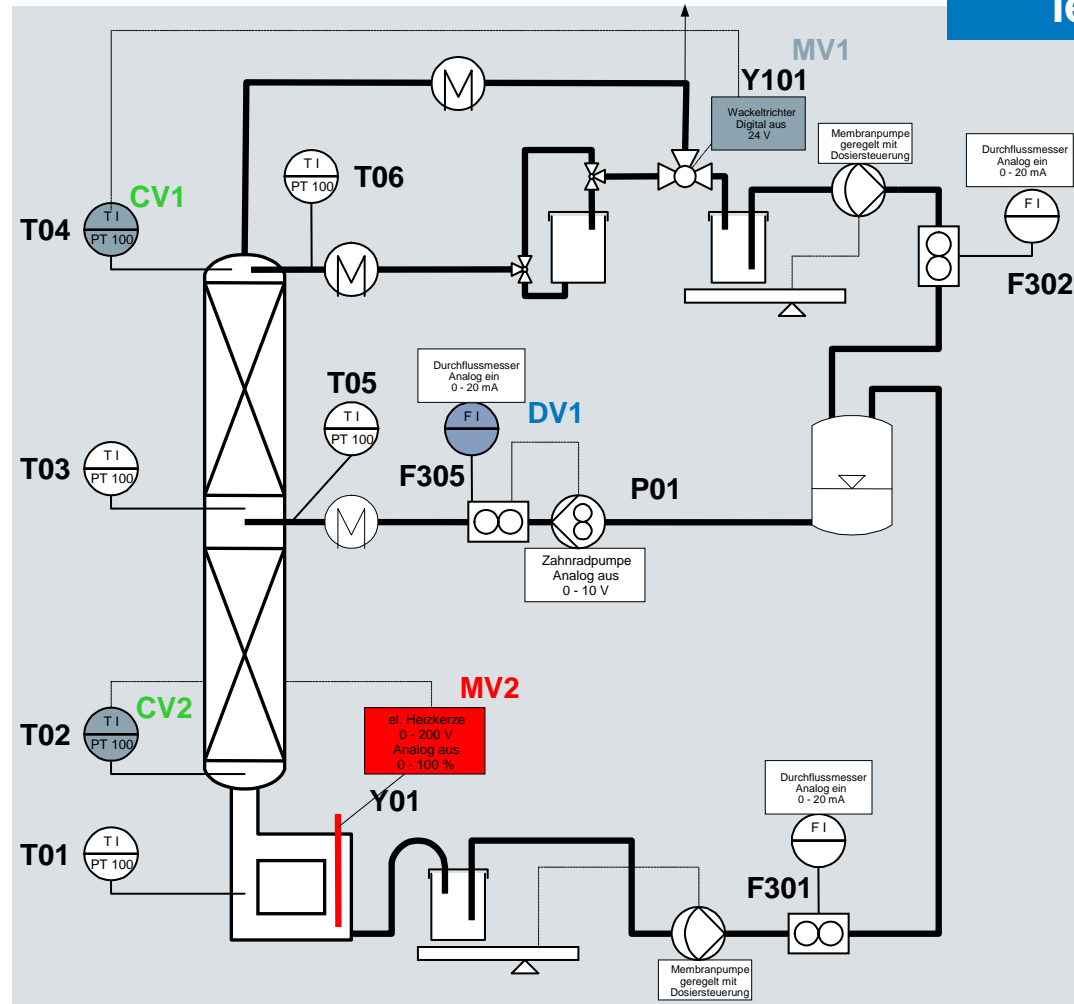 MV1
Y101
Wackeltrichter
Digital aus
24 V
Membranpumpe
geregelt mit
Dosiersteuerung
Durchflussmesser
Analog ein
0 - 20 mA
F I
F302
T I
PT 100
T06
CV1
T04
T I
PT 100
Durchflussmesser
Analog ein
0 - 20 mA
T05
T I
PT 100
F I
DV1
F305
T03
T I
PT 100
P01
Zahnradpumpe
Analog aus
0 - 10 V
MV2
CV2
T02
T I
PT 100
el. Heizkerze
0 - 200 V
Analog aus
0 - 100 %
Y01
Durchflussmesser
Analog ein
0 - 20 mA
F I
T01
T I
PT 100
F301
Membranpumpe
geregelt mit
Dosiersteuerung